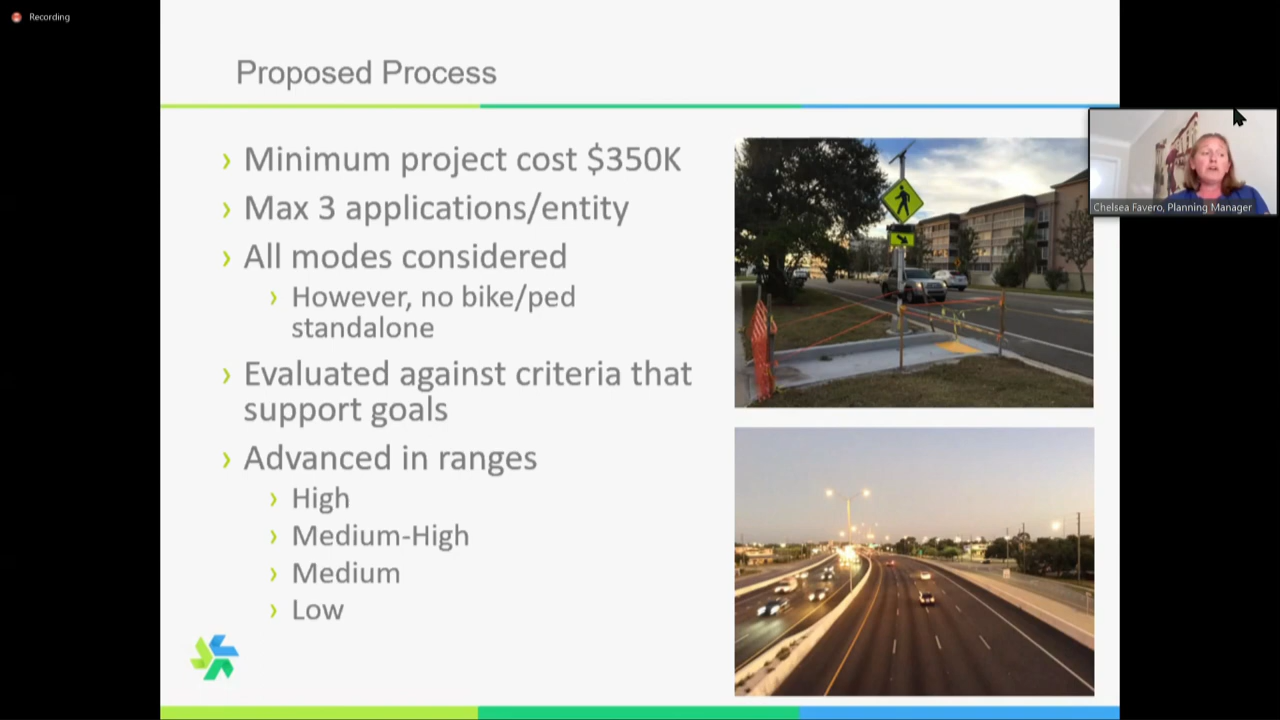 Recording
Proposed Process
› Minimum project cost $350K
› Max 3 applications/entity
› All modes considered
› However, no bike/ped
standalone
› Evaluated against criteria that
support goals
› Advanced in ranges
› High
› Medium-High
› Medium
› Low
Chelsea Favero, Planning Manager